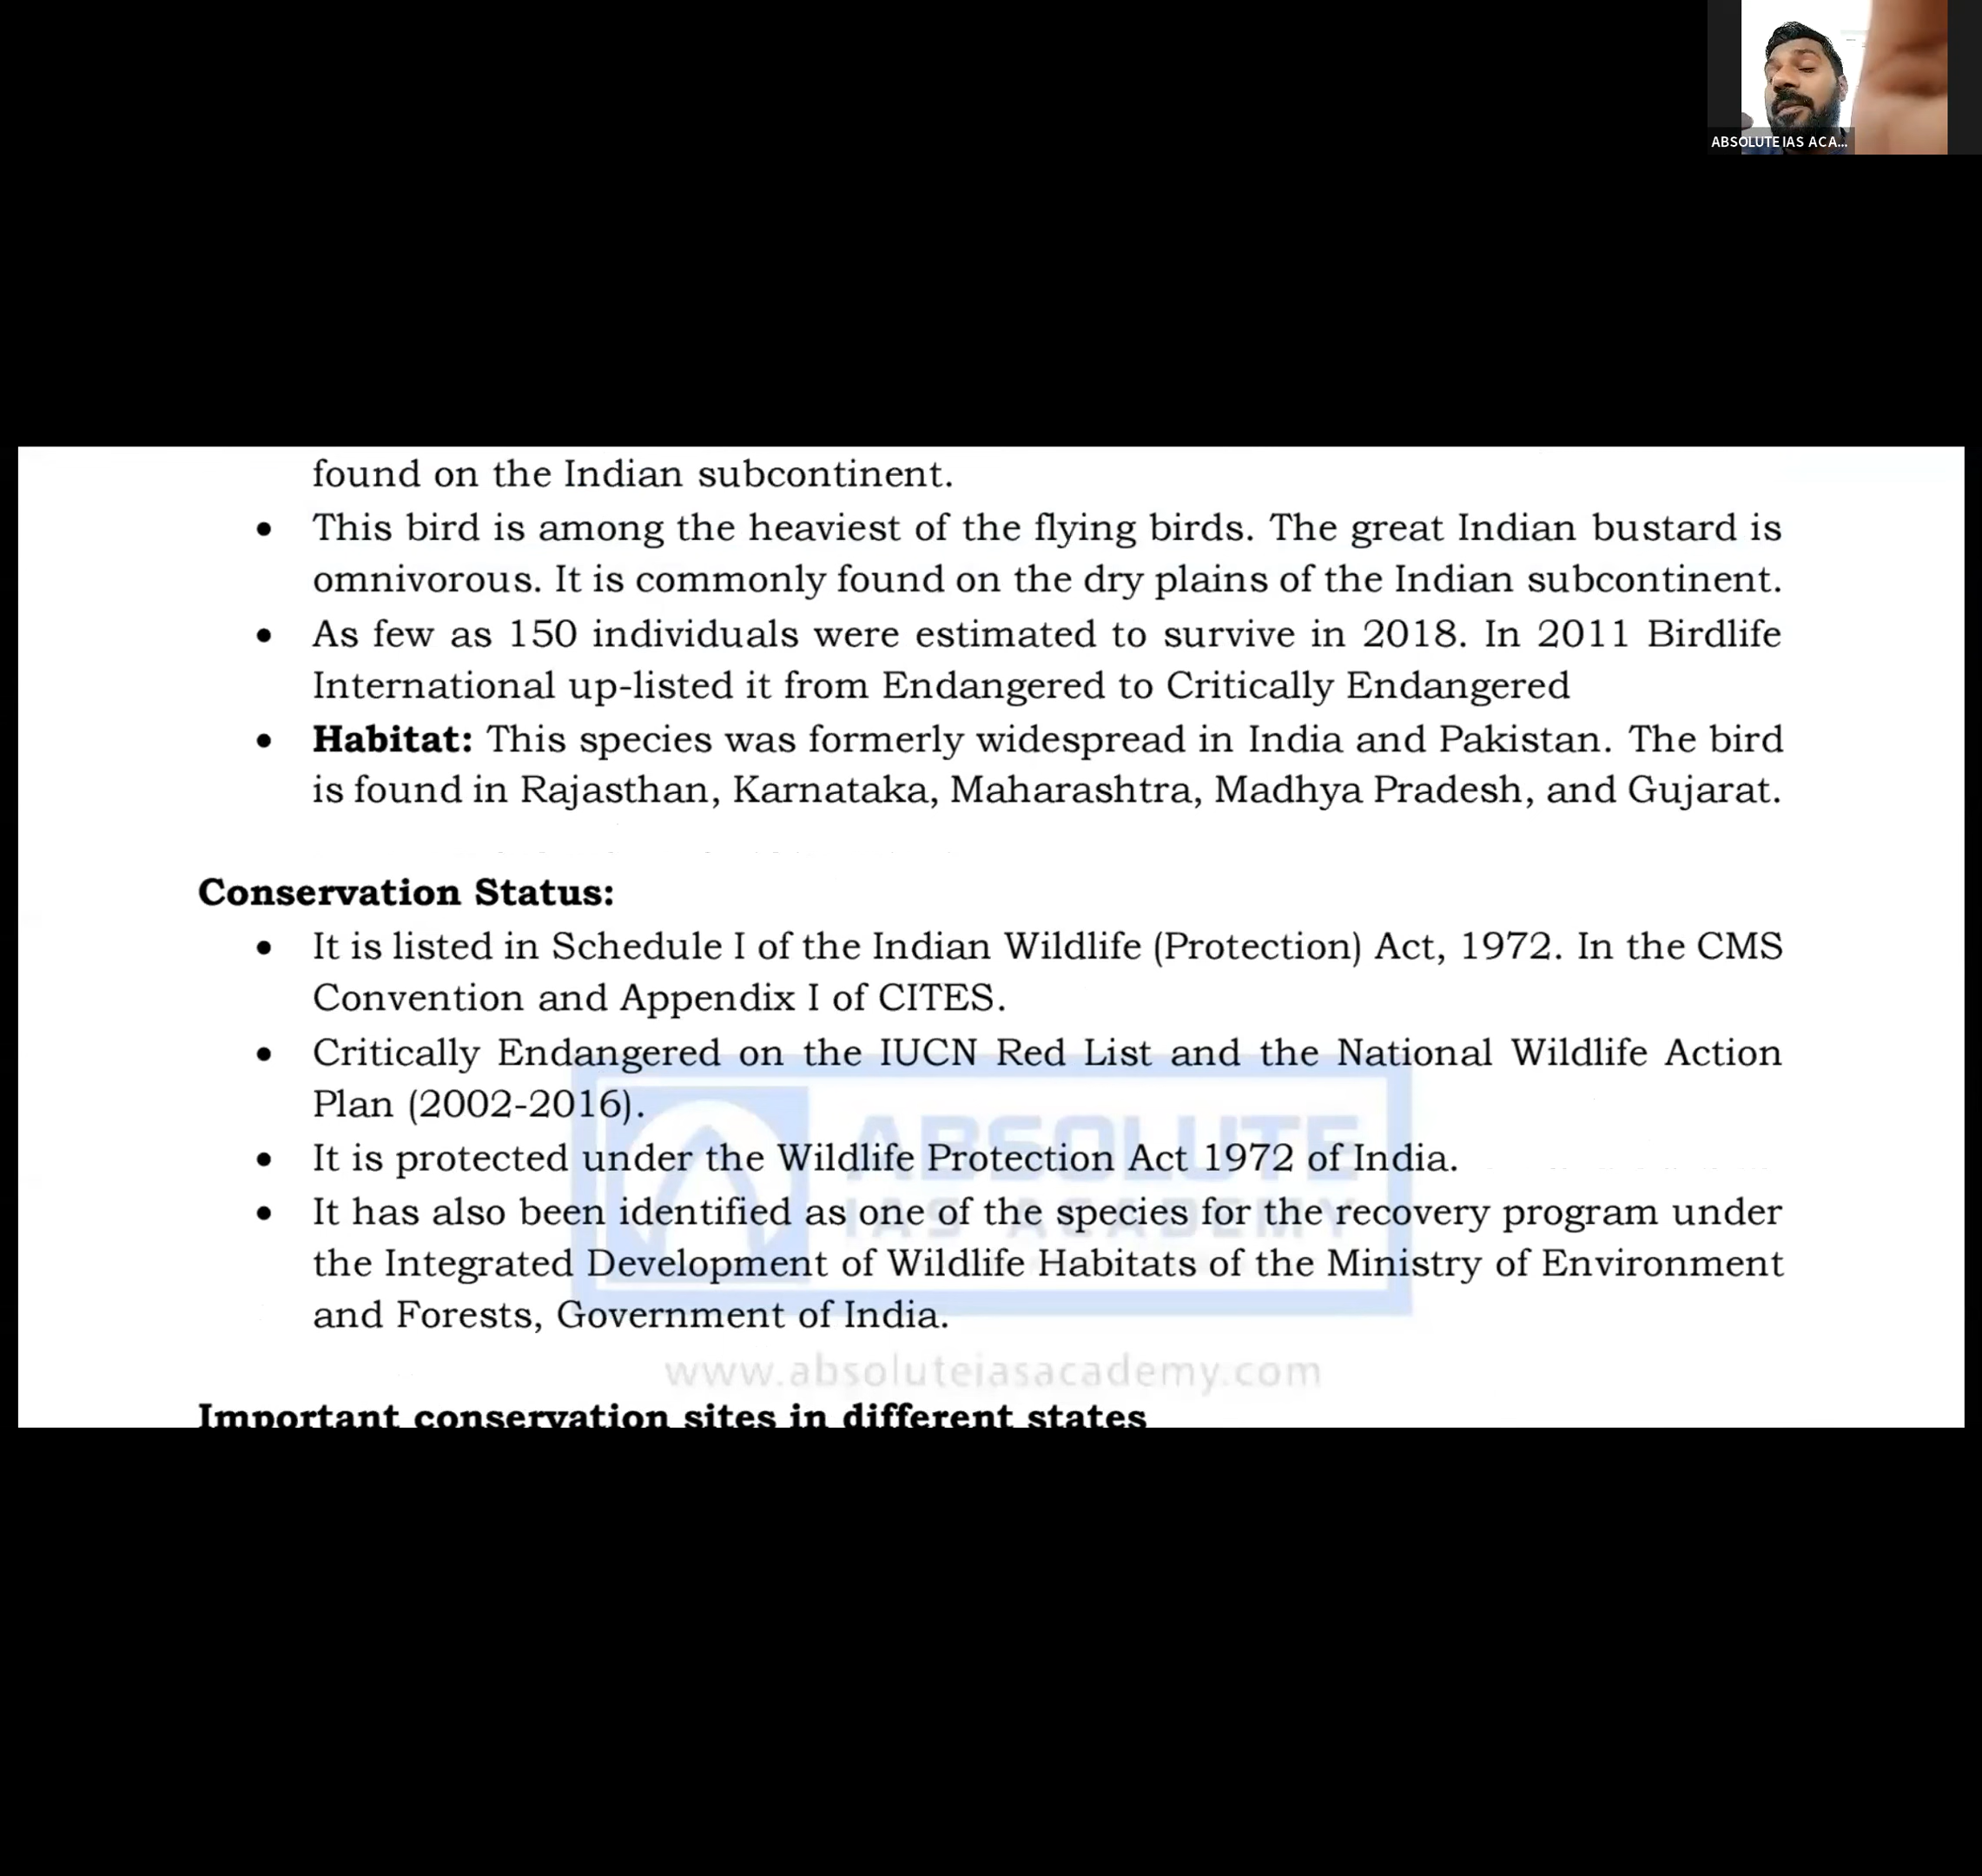 ABSOLUTE IAS ACA...
found on the Indian subcontinent.
• This bird is among the heaviest of the flying birds. The great Indian bustard is
omnivorous. It is commonly found on the dry plains of the Indian subcontinent.
• As few as 150 individuals were estimated to survive in 2018. In 2011 Birdlife
International up-listed it from Endangered to Critically Endangered
• Habitat: This species was formerly widespread in India and Pakistan. The bird
is found in Rajasthan, Karnataka, Maharashtra, Madhya Pradesh, and Gujarat.
Conservation Status:
• It is listed in Schedule I of the Indian Wildlife (Protection) Act, 1972. In the CMS
Convention and Appendix I of CITES.
• Critically Endangered on the IUCN Red List and the National Wildlife Action
Plan (2002-2016).
• It is protected under the Wildlife Protection Act 1972 of India.
• It has also been identified as one of the species for the recovery program under
the Integrated Development of Wildlife Habitats of the Ministry of Environment
and Forests, Government of India.
ABSOLUTE
IAS ACADEMY
www.absoluteiasacademy.com
Important conservation sites in different states